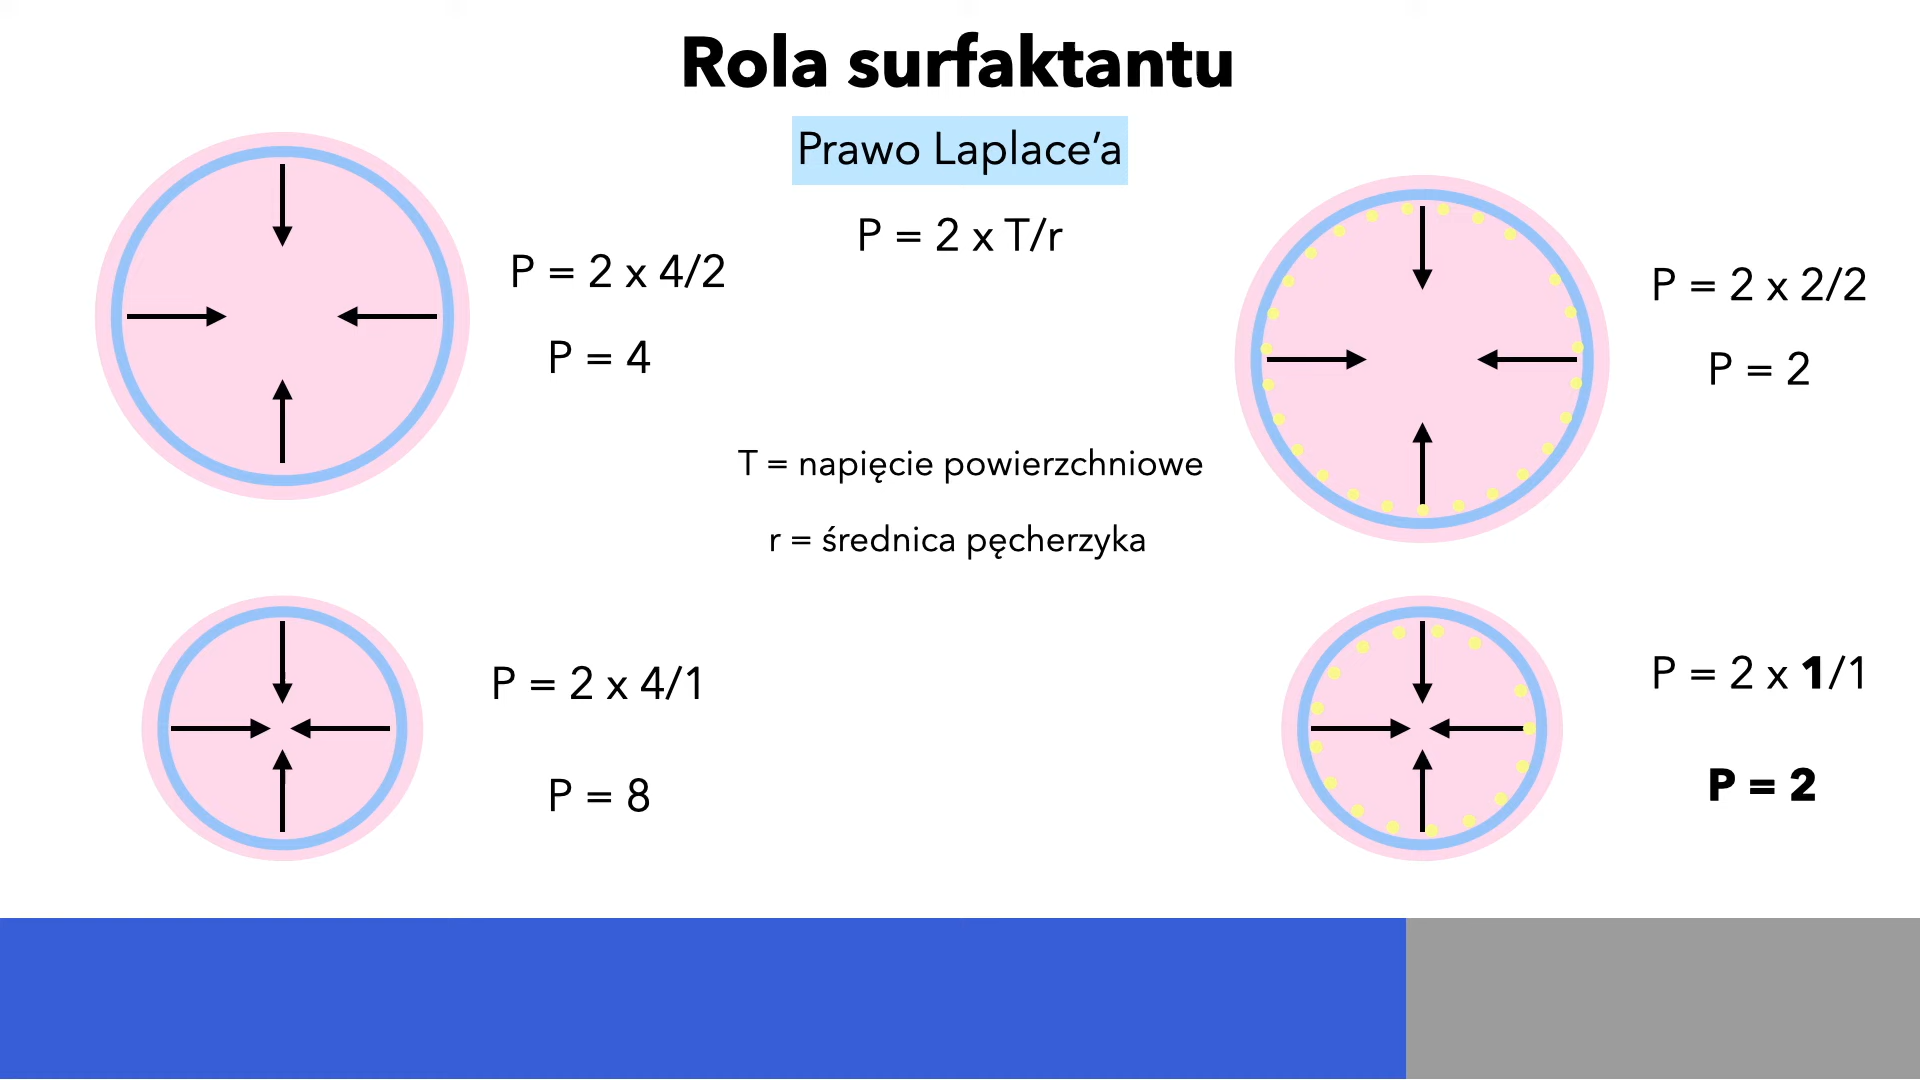 Rola surfaktantu
Prawo Laplace’a
P = 2 x T/r
P = 2 x 4/2
P = 4
P = 2 x 2/2
P = 2
T = napięcie powierzchniowe
r = średnica pęcherzyka
P = 2 x 4/1
P = 8
P = 2 x 1/1
P = 2